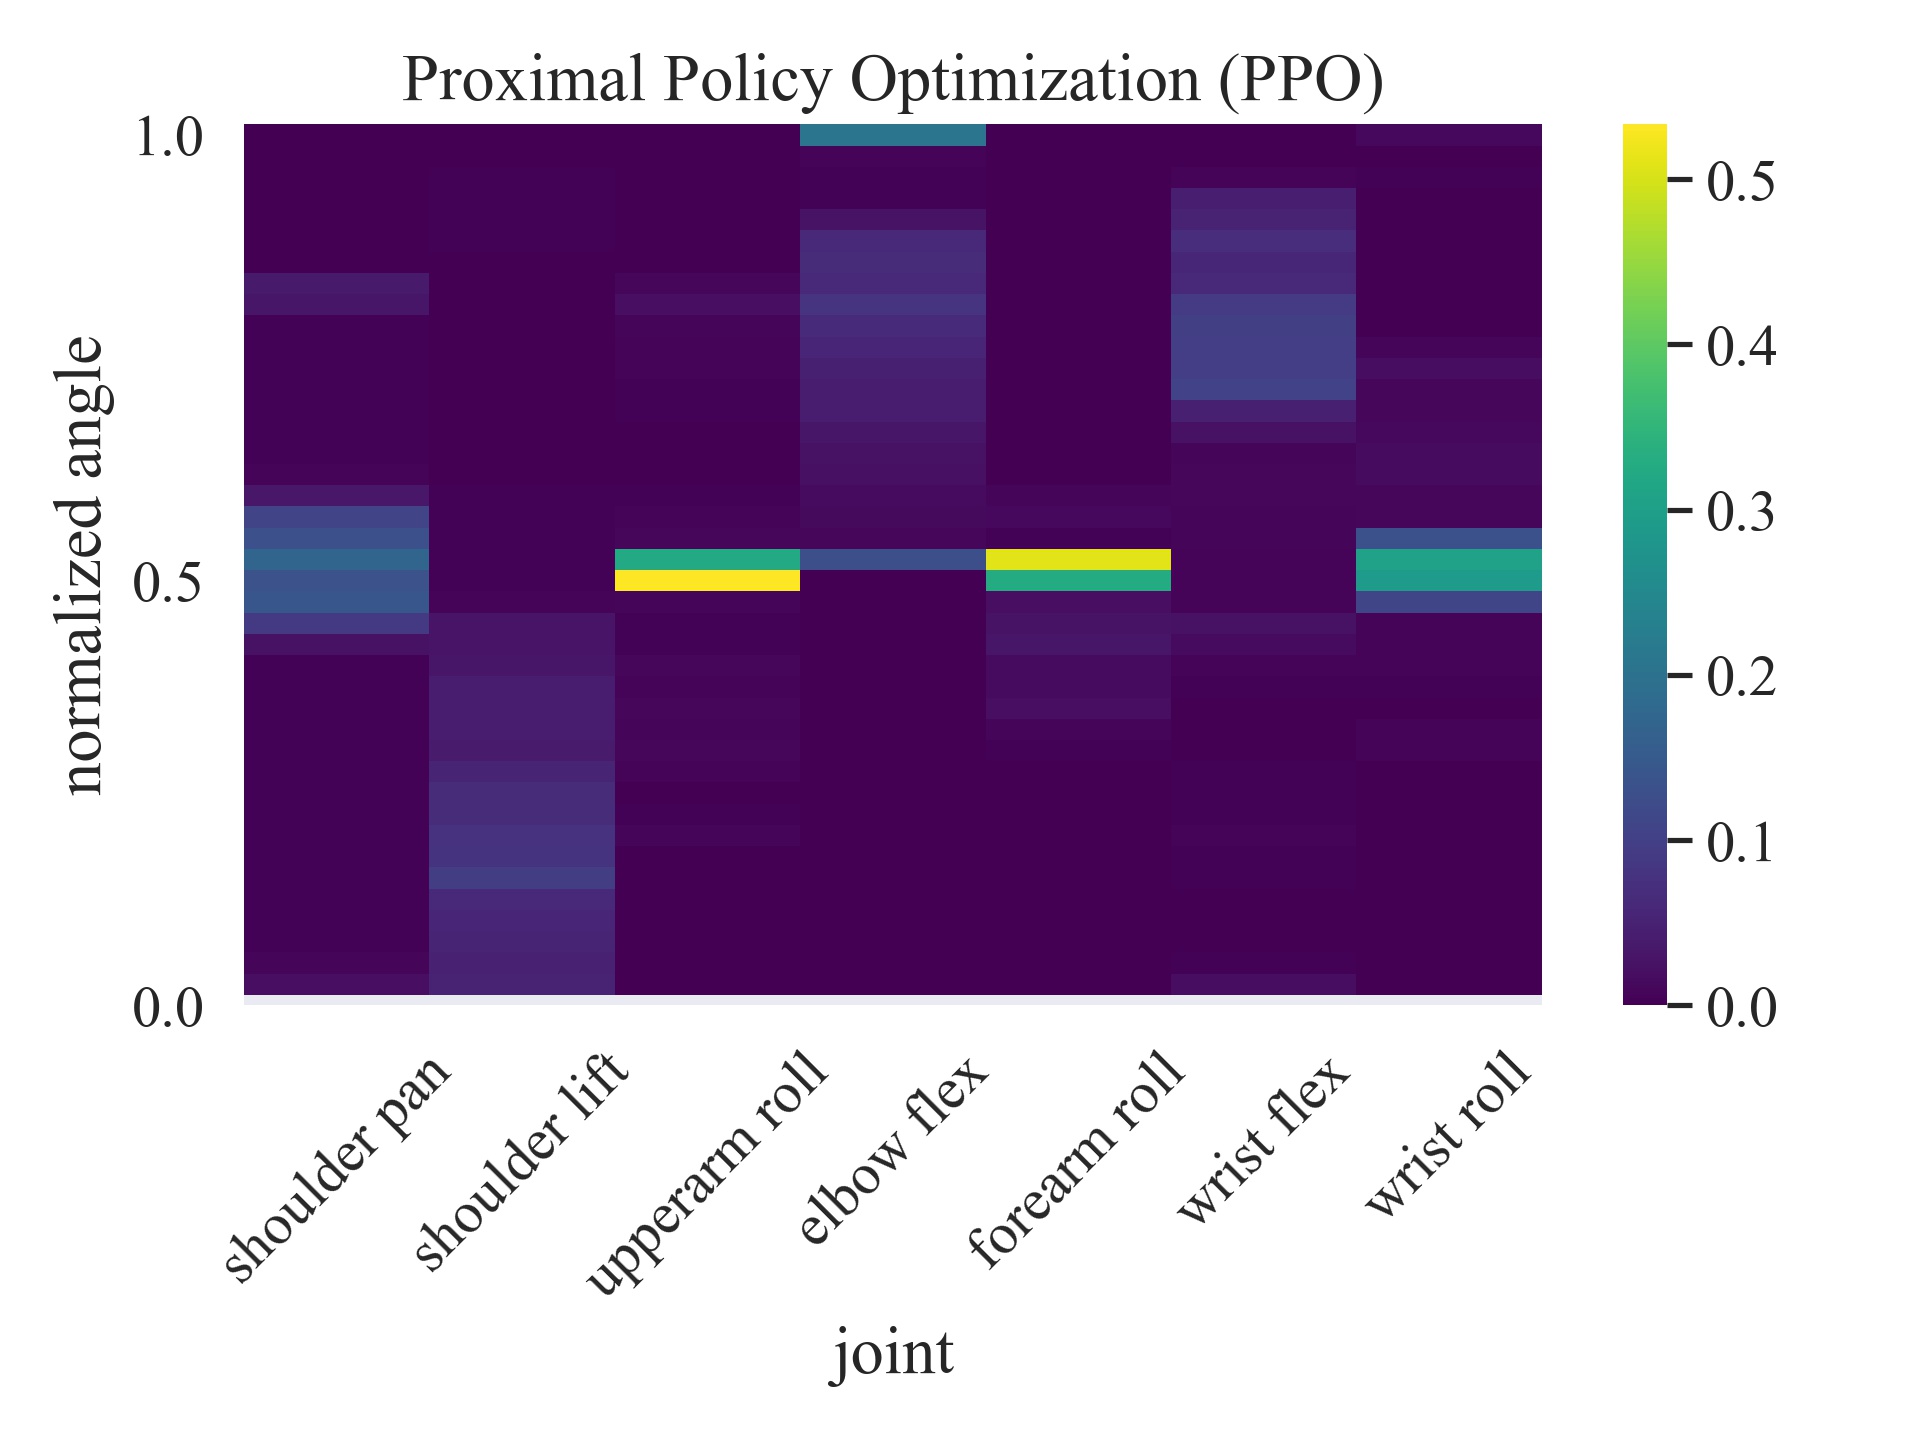 Proximal Policy Optimization (PPO)
normalized angle
1.0
0.5
0.0
0.5
0.4
0.3
0.2
0.1
0.0
shoulder pan
shoulder lift
upperarm roll
elbow flex
forearm roll
wrist flex
wrist roll
joint